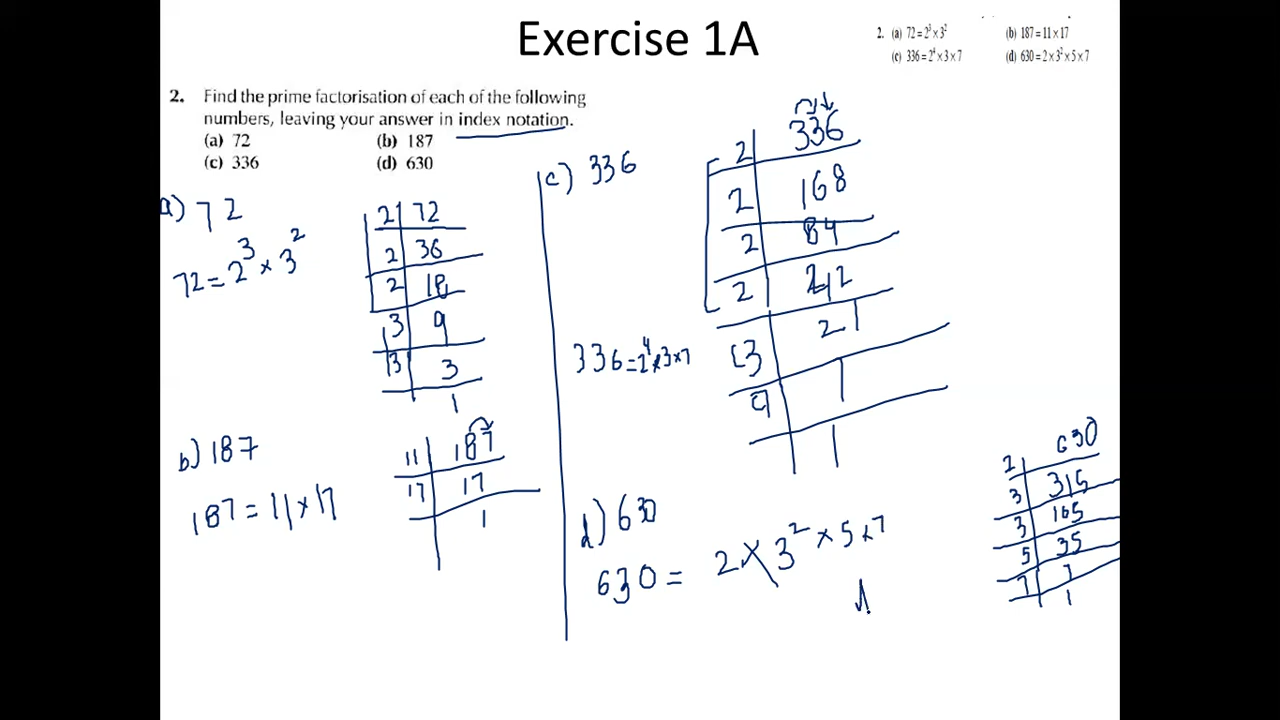 Exercise 1A
2. (a) 72 = 2³ × 3² (b) 187 = 11 × 17
(c) 336 = 2⁴ × 3 × 7 (d) 630 = 2 × 3² × 5 × 7
2. Find the prime factorisation of each of the following
numbers, leaving your answer in index notation.
(a) 72 (b) 187
(c) 336 (d) 630
a) 72
72 = 2³ × 3²
2 72
2 36
2 18
3 9
3 3
1
b) 187
187 = 11 × 17
11 187
17 17
1
c) 336
336 = 2⁴ × 3 × 7
2 336
2 168
2 84
2 42
3 21
1
1
d) 630
630 = 2 × 3² × 5 × 7
2 630
3 315
3 105
5 35
7 7
1